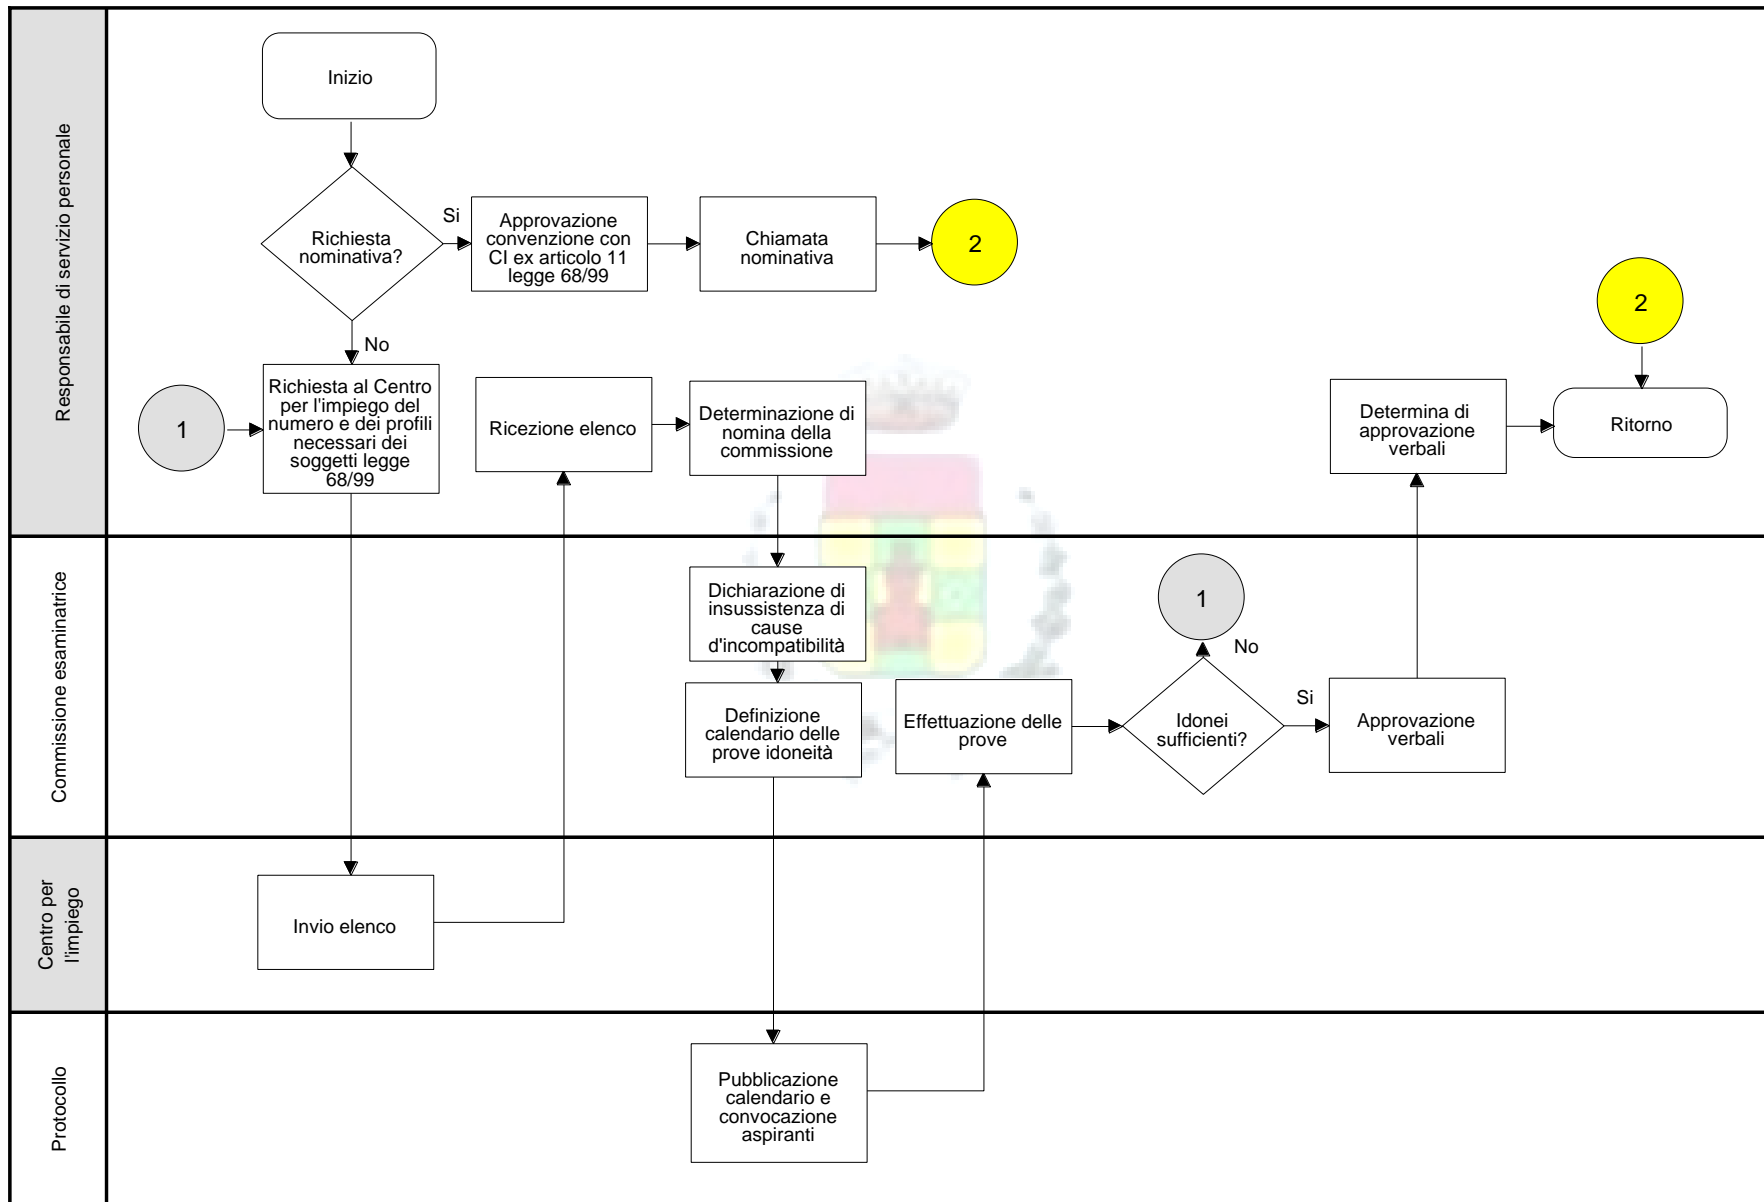 Responsabile di servizio personale
Inizio
Richiesta
nominativa?
Si
Approvazione
convenzione con
CI ex articolo 11
legge 68/99
Chiamata
nominativa
2
No
1
Richiesta al Centro
per l'impiego del
numero e dei profili
necessari dei
soggetti legge
68/99
Ricezione elenco
Determinazione di
nomina della
commissione
2
Determina di
approvazione
verbali
Ritorno
Commissione esaminatrice
Dichiarazione di
insussistenza di
cause
d'incompatibilità
Definizione
calendario delle
prove idoneità
Effettuazione delle
prove
1
No
Idonei
sufficienti?
Si
Approvazione
verbali
Centro per
l'impiego
Invio elenco
Protocollo
Pubblicazione
calendario e
convocazione
aspiranti